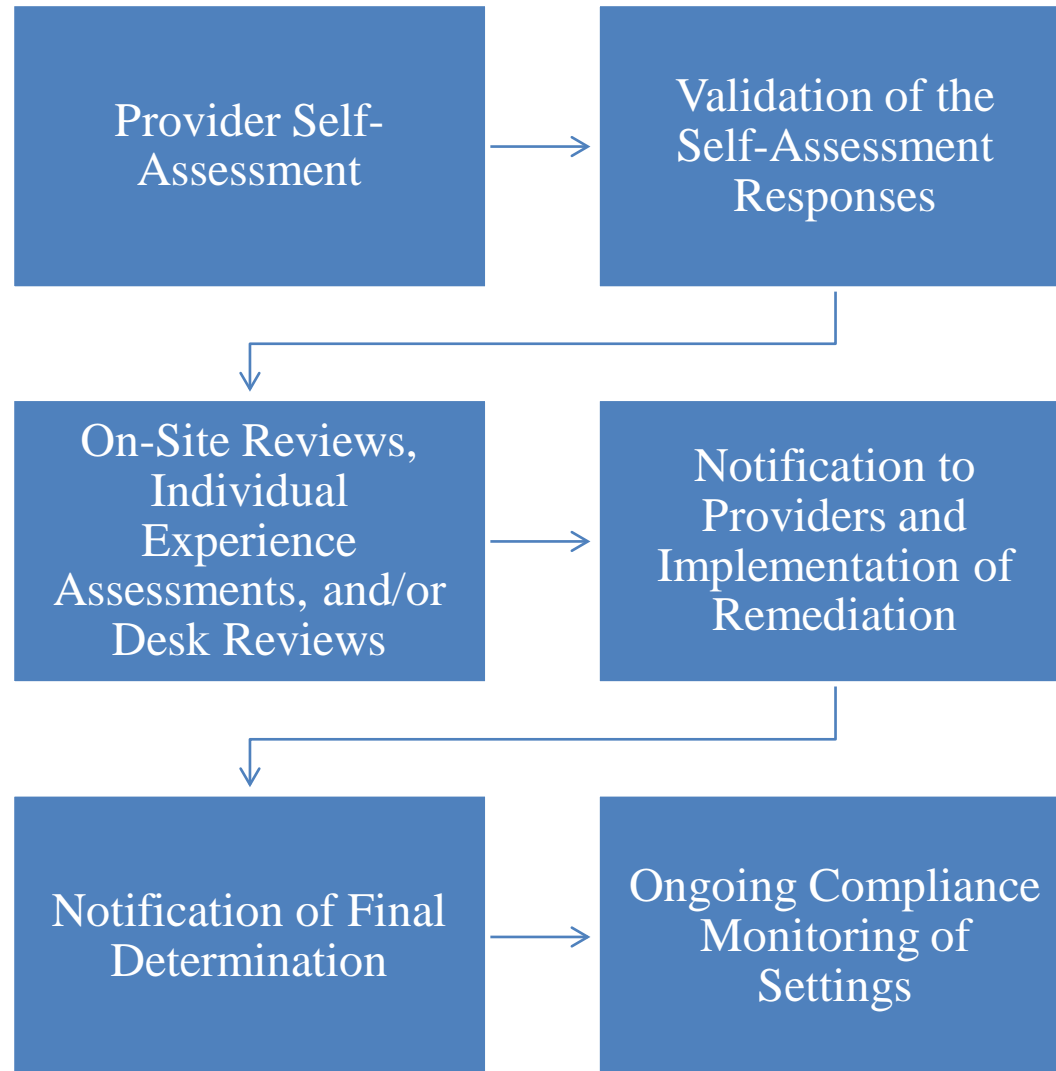 Provider Self-
Assessment
Validation of the
Self-Assessment
Responses
On-Site Reviews,
Individual
Experience
Assessments, and/or
Desk Reviews
Notification to
Providers and
Implementation of
Remediation
Notification of Final
Determination
Ongoing Compliance
Monitoring of
Settings